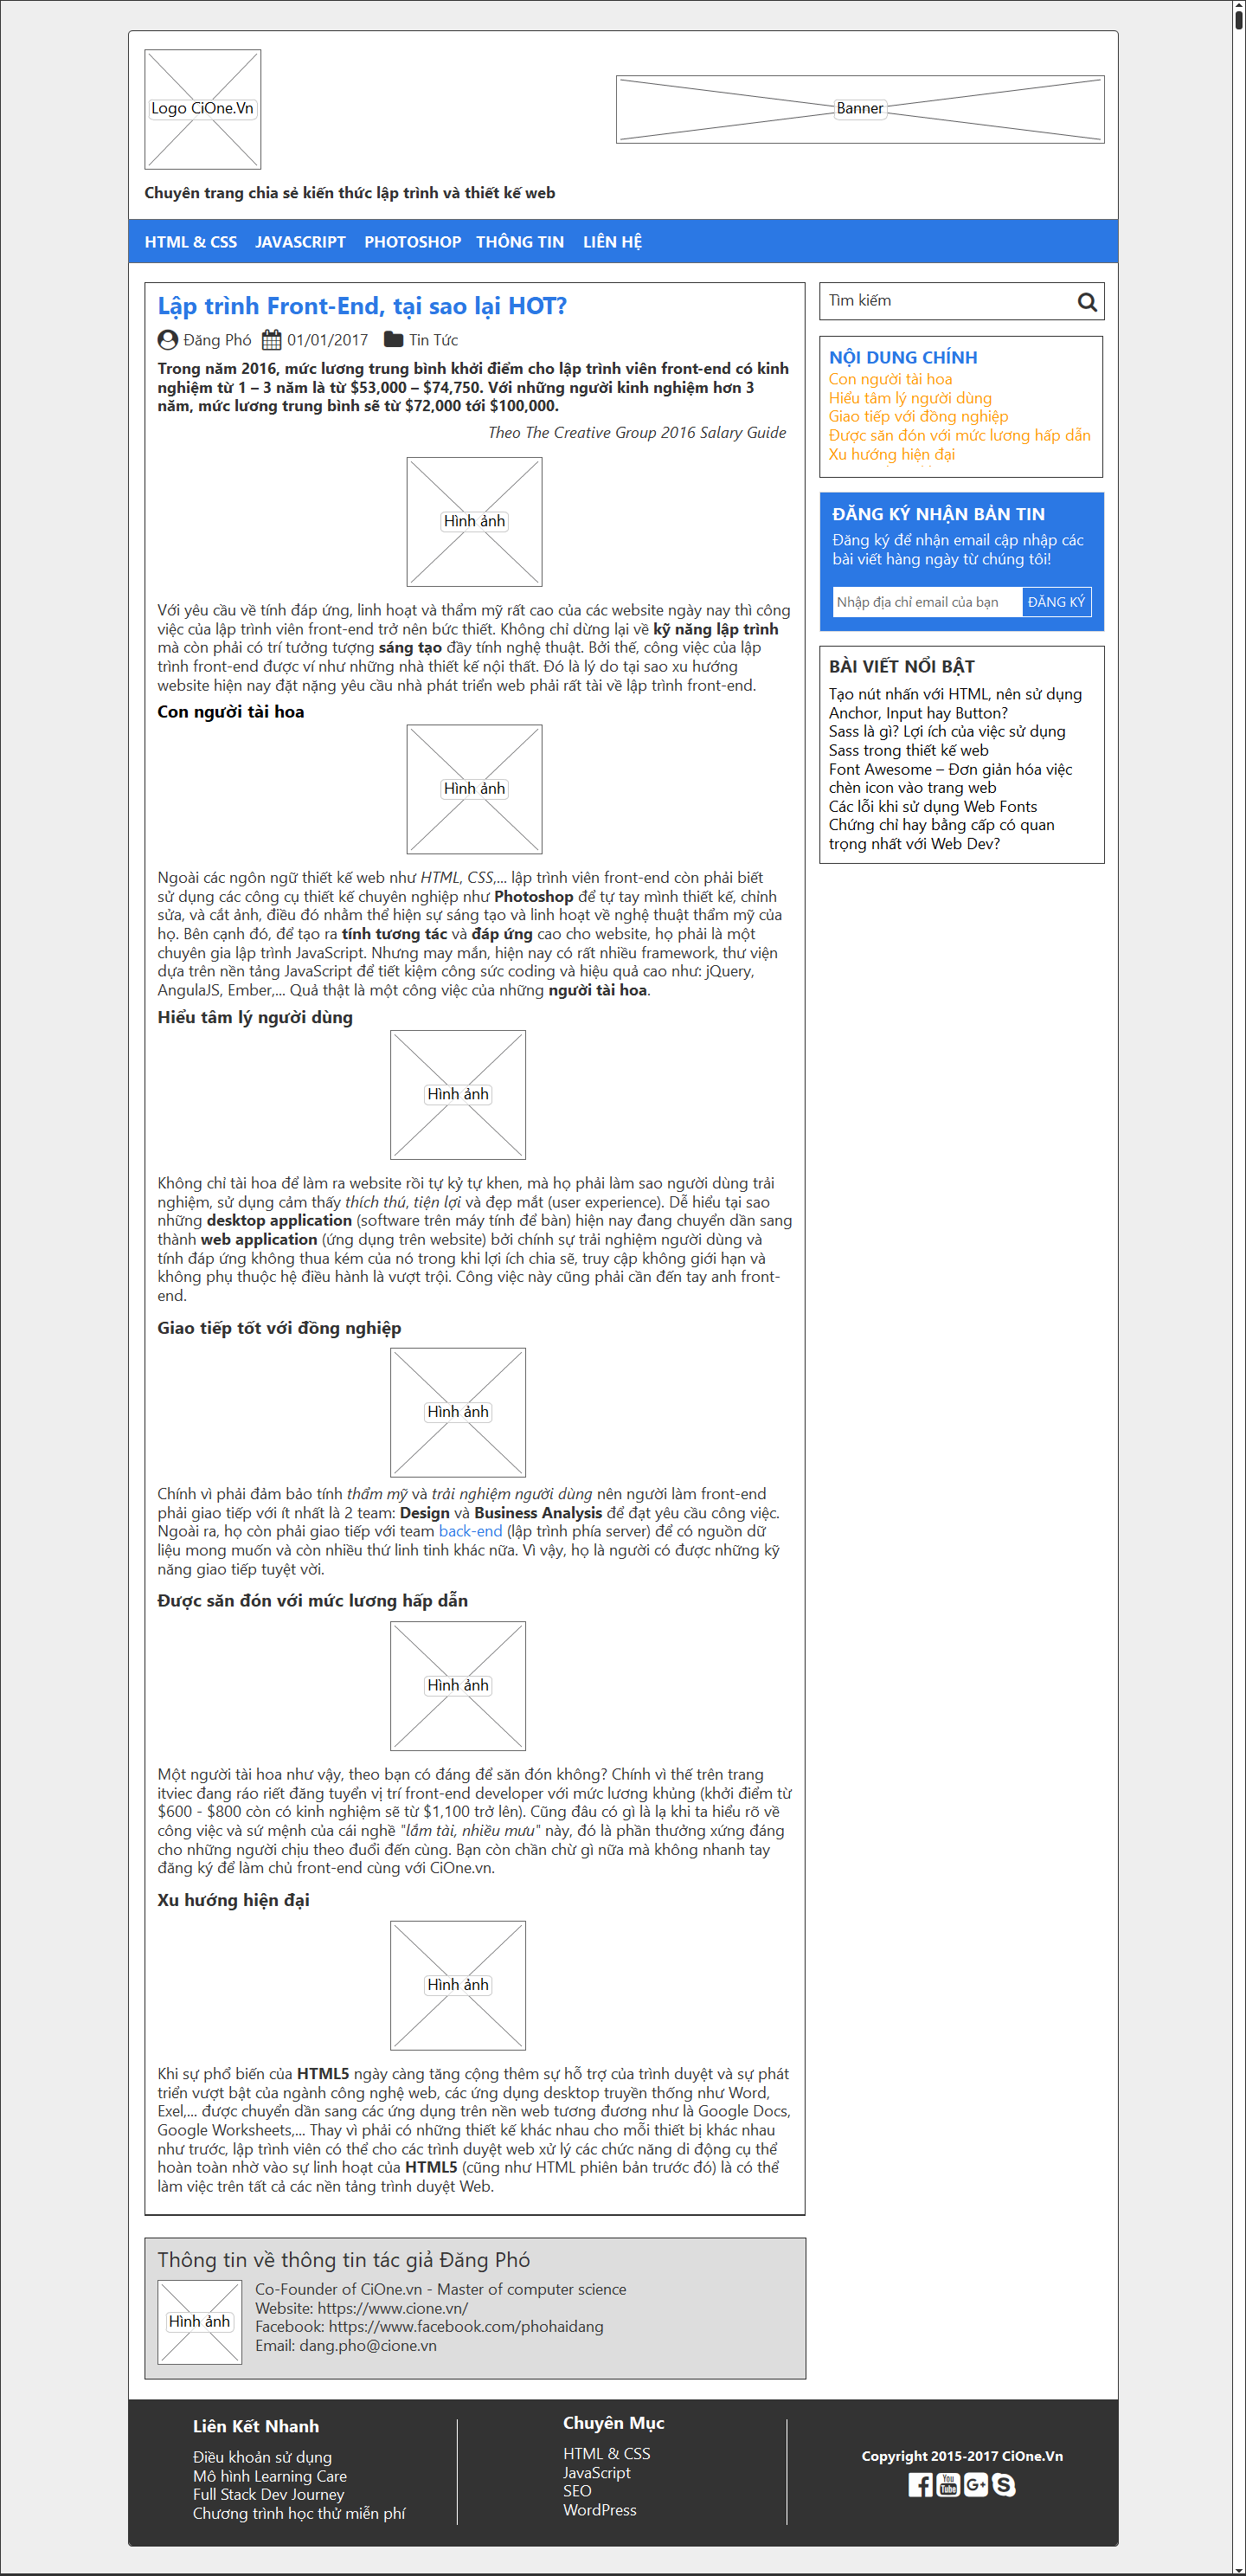 Logo CiOne.Vn
Banner
Chuyên trang chia sẻ kiến thức lập trình và thiết kế web
HTML & CSS JAVASCRIPT PHOTOSHOP THÔNG TIN LIÊN HỆ
Lập trình Front-End, tại sao lại HOT?
Đăng Phó 01/01/2017 Tin Tức
Trong năm 2016, mức lương trung bình khởi điểm cho lập trình viên front-end có kinh
nghiệm từ 1 – 3 năm là từ $53,000 – $74,750. Với những người kinh nghiệm hơn 3
năm, mức lương trung bình sẽ từ $72,000 tới $100,000.
Theo The Creative Group 2016 Salary Guide
Hình ảnh
Với yêu cầu về tính đáp ứng, linh hoạt và thẩm mỹ rất cao của các website ngày nay thì công
việc của lập trình viên front-end trở nên bức thiết. Không chỉ dừng lại về kỹ năng lập trình
mà còn phải có trí tưởng tượng sáng tạo đầy tính nghệ thuật. Bởi thế, công việc của lập
trình front-end được ví như những nhà thiết kế nội thất. Đó là lý do tại sao xu hướng
website hiện nay đặt nặng yêu cầu nhà phát triển web phải rất tài về lập trình front-end.
Con người tài hoa
Hình ảnh
Ngoài các ngôn ngữ thiết kế web như HTML, CSS,... lập trình viên front-end còn phải biết
sử dụng các công cụ thiết kế chuyên nghiệp như Photoshop để tự tay mình thiết kế, chỉnh
sửa, và cắt ảnh, điều đó nhằm thể hiện sự sáng tạo và linh hoạt về nghệ thuật thẩm mỹ của
họ. Bên cạnh đó, để tạo ra tính tương tác và đáp ứng cao cho website, họ phải là một
chuyên gia lập trình JavaScript. Nhưng may mắn, hiện nay có rất nhiều framework, thư viện
dựa trên nền tảng JavaScript để tiết kiệm công sức coding và hiệu quả cao như: jQuery,
AngulaJS, Ember,... Quả thật là một công việc của những người tài hoa.
Hiểu tâm lý người dùng
Hình ảnh
Không chỉ tài hoa để làm ra website rồi tự kỷ tự khen, mà họ phải làm sao người dùng trải
nghiệm, sử dụng cảm thấy thích thú, tiện lợi và đẹp mắt (user experience). Dễ hiểu tại sao
những desktop application (software trên máy tính để bàn) hiện nay đang chuyển dần sang
thành web application (ứng dụng trên website) bởi chính sự trải nghiệm người dùng và
tính đáp ứng không thua kém của nó trong khi lợi ích chia sẽ, truy cập không giới hạn và
không phụ thuộc hệ điều hành là vượt trội. Công việc này cũng phải cần đến tay anh front-
end.
Giao tiếp tốt với đồng nghiệp
Hình ảnh
Chính vì phải đảm bảo tính thẩm mỹ và trải nghiệm người dùng nên người làm front-end
phải giao tiếp với ít nhất là 2 team: Design và Business Analysis để đạt yêu cầu công việc.
Ngoài ra, họ còn phải giao tiếp với team back-end (lập trình phía server) để có nguồn dữ
liệu mong muốn và còn nhiều thứ linh tinh khác nữa. Vì vậy, họ là người có được những kỹ
năng giao tiếp tuyệt vời.
Được săn đón với mức lương hấp dẫn
Hình ảnh
Một người tài hoa như vậy, theo bạn có đáng để săn đón không? Chính vì thế trên trang
itviec đang ráo riết đăng tuyển vị trí front-end developer với mức lương khủng (khởi điểm từ
$600 - $800 còn có kinh nghiệm sẽ từ $1,100 trở lên). Cũng đâu có gì là lạ khi ta hiểu rõ về
công việc và sứ mệnh của cái nghề "lắm tài, nhiều mưu" này, đó là phần thưởng xứng đáng
cho những người chịu theo đuổi đến cùng. Bạn còn chần chừ gì nữa mà không nhanh tay
đăng ký để làm chủ front-end cùng với CiOne.vn.
Xu hướng hiện đại
Hình ảnh
Khi sự phổ biến của HTML5 ngày càng tăng cộng thêm sự hỗ trợ của trình duyệt và sự phát
triển vượt bật của ngành công nghệ web, các ứng dụng desktop truyền thống như Word,
Exel,... được chuyển dần sang các ứng dụng trên nền web tương đương như là Google Docs,
Google Worksheets,... Thay vì phải có những thiết kế khác nhau cho mỗi thiết bị khác nhau
như trước, lập trình viên có thể cho các trình duyệt web xử lý các chức năng di động cụ thể
hoàn toàn nhờ vào sự linh hoạt của HTML5 (cũng như HTML phiên bản trước đó) là có thể
làm việc trên tất cả các nền tảng trình duyệt Web.
Thông tin về thông tin tác giả Đăng Phó
Hình ảnh
Co-Founder of CiOne.vn - Master of computer science
Website: https://www.cione.vn/
Facebook: https://www.facebook.com/phohaidang
Email: dang.pho@cione.vn
Tìm kiếm
NỘI DUNG CHÍNH
Con người tài hoa
Hiểu tâm lý người dùng
Giao tiếp với đồng nghiệp
Được săn đón với mức lương hấp dẫn
Xu hướng hiện đại
ĐĂNG KÝ NHẬN BẢN TIN
Đăng ký để nhận email cập nhập các
bài viết hàng ngày từ chúng tôi!
Nhập địa chỉ email của bạn ĐĂNG KÝ
BÀI VIẾT NỔI BẬT
Tạo nút nhấn với HTML, nên sử dụng
Anchor, Input hay Button?
Sass là gì? Lợi ích của việc sử dụng
Sass trong thiết kế web
Font Awesome – Đơn giản hóa việc
chèn icon vào trang web
Các lỗi khi sử dụng Web Fonts
Chứng chỉ hay bằng cấp có quan
trọng nhất với Web Dev?
Liên Kết Nhanh
Điều khoản sử dụng
Mô hình Learning Care
Full Stack Dev Journey
Chương trình học thử miễn phí
Chuyên Mục
HTML & CSS
JavaScript
SEO
WordPress
Copyright 2015-2017 CiOne.Vn
You
Tube